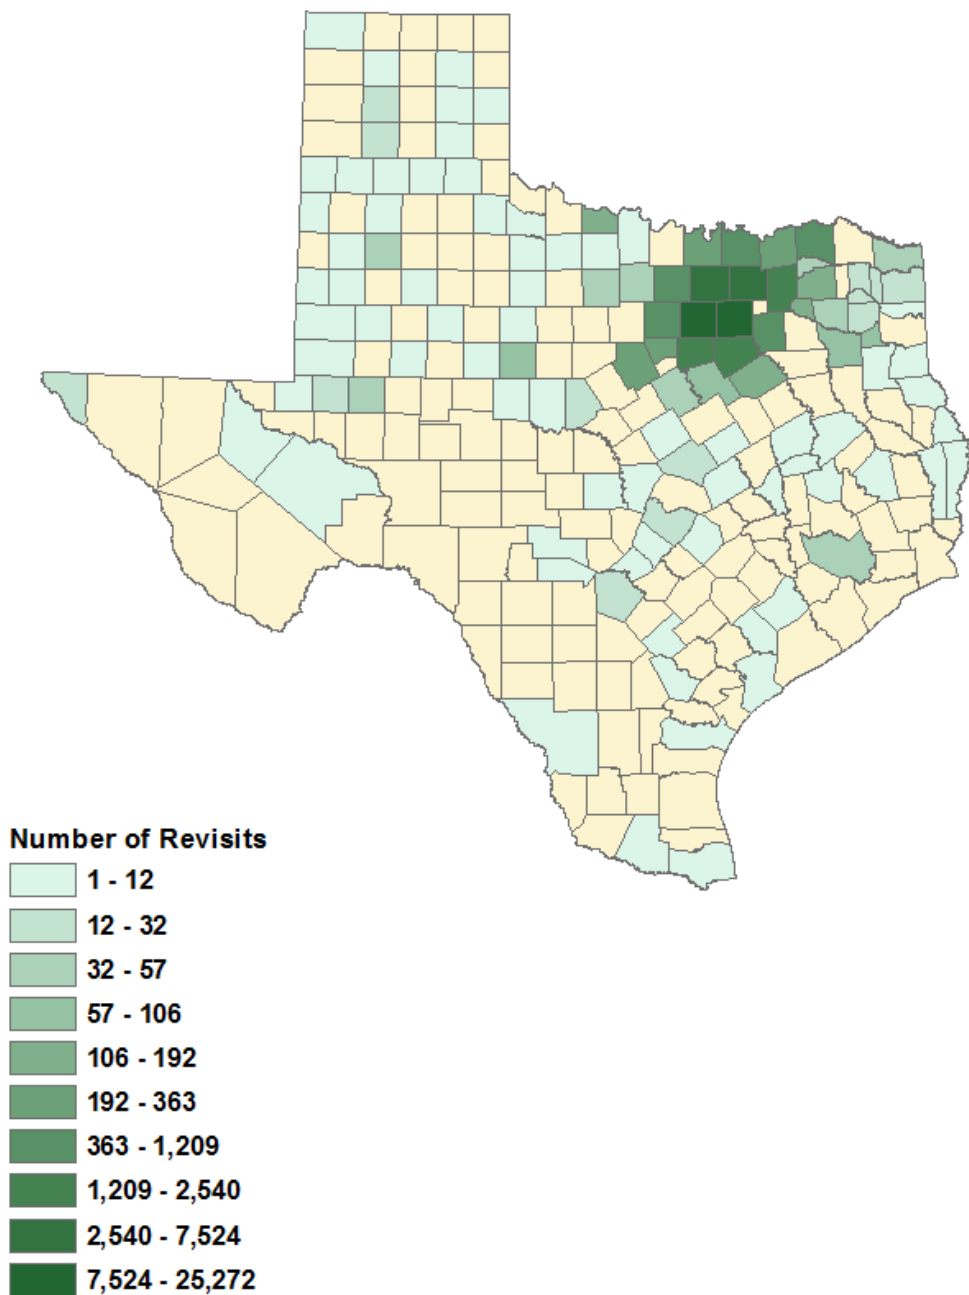 Number of Revisits
1 - 12
12 - 32
32 - 57
57 - 106
106 - 192
192 - 363
363 - 1,209
1,209 - 2,540
2,540 - 7,524
7,524 - 25,272